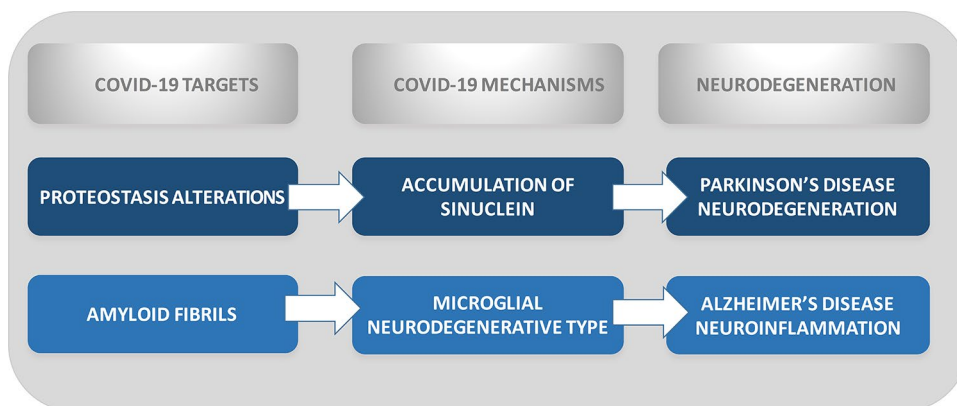 COVID-19 TARGETS
COVID-19 MECHANISMS
NEURODEGENERATION
PROTEOSTASIS ALTERATIONS
ACCUMULATION OF
SINUCLEIN
PARKINSON’S DISEASE
NEURODEGENERATION
AMYLOID FIBRILS
MICROGLIAL
NEURODEGENERATIVE TYPE
ALZHEIMER’S DISEASE
NEUROINFLAMMATION